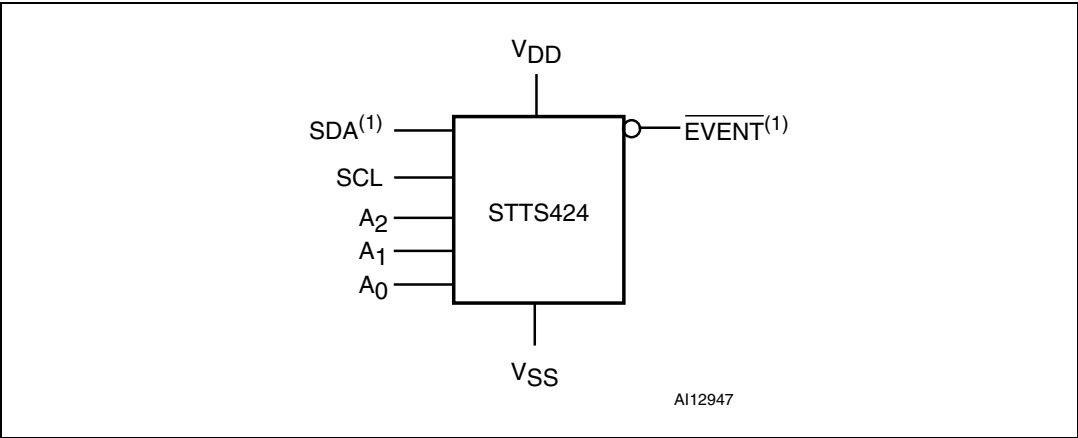 VDD
SDA(1)
EVENT(1)
SCL
STTS424
A2
A1
A0
VSS
AI12947